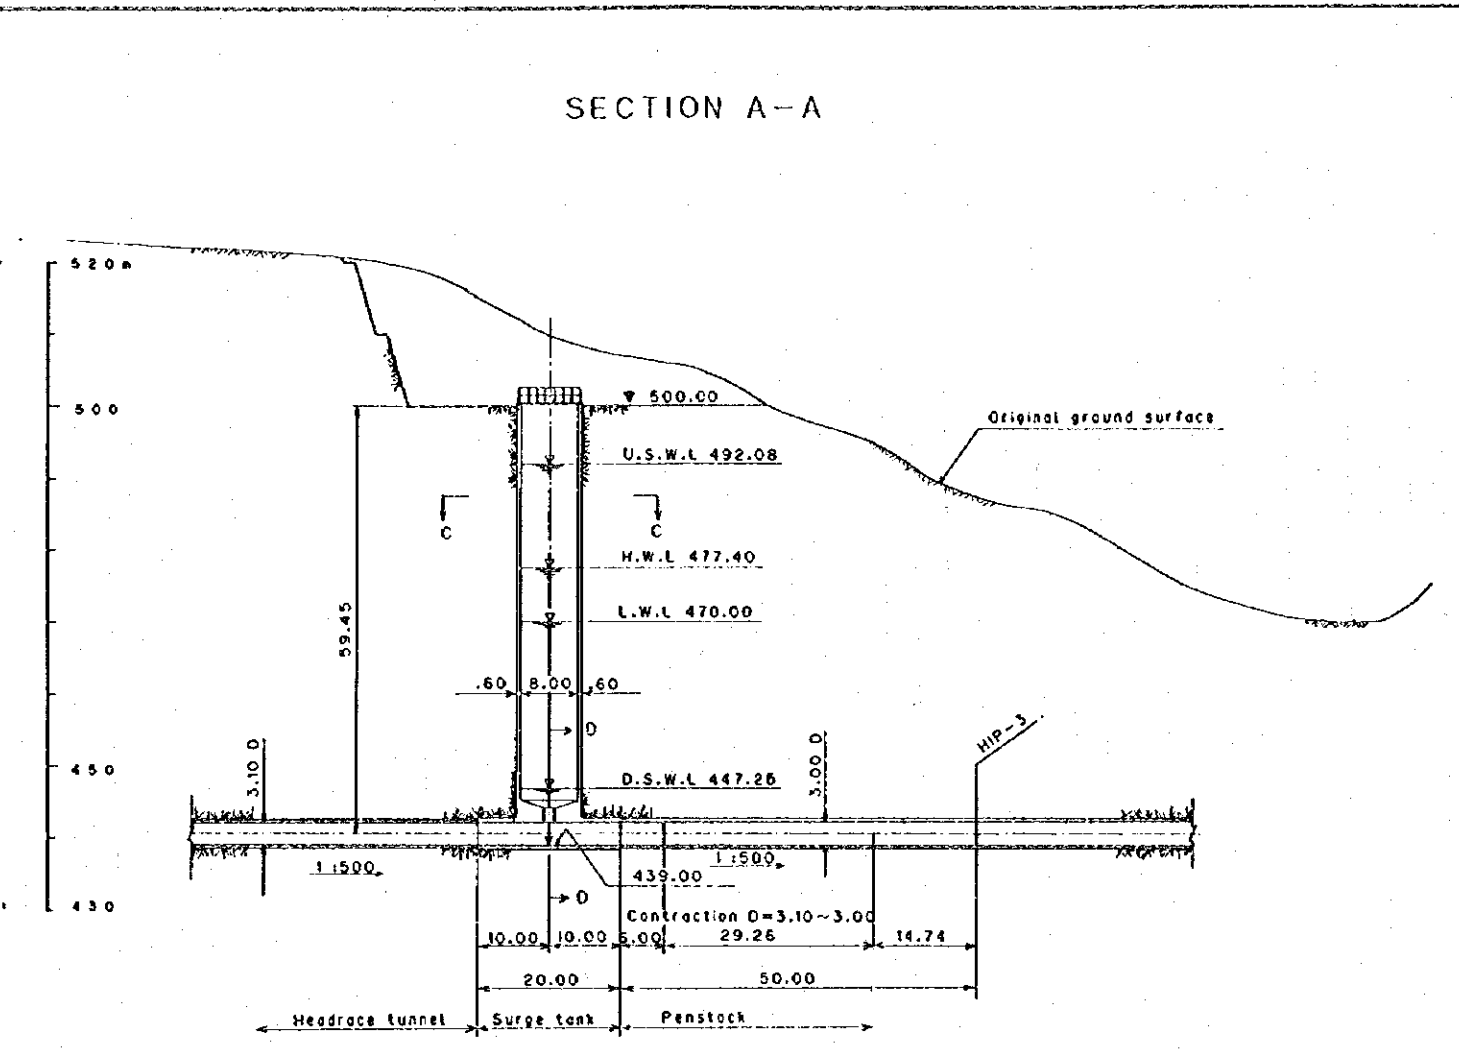 SECTION A-A
520m
500
▼ 500.00
Original ground surface
U.S.W.L 492.08
C C
H.W.L 477.40
L.W.L 470.00
59.45
.60 8.00 .60
D
HIP-3
3.10 D
3.00 D
450
D.S.W.L 447.26
1:500
1:500
439.00
430
D
Contraction D=3.10~3.00
10.00 10.00 6.00 29.26 14.74
20.00 50.00
Headrace tunnel Surge tank Penstock